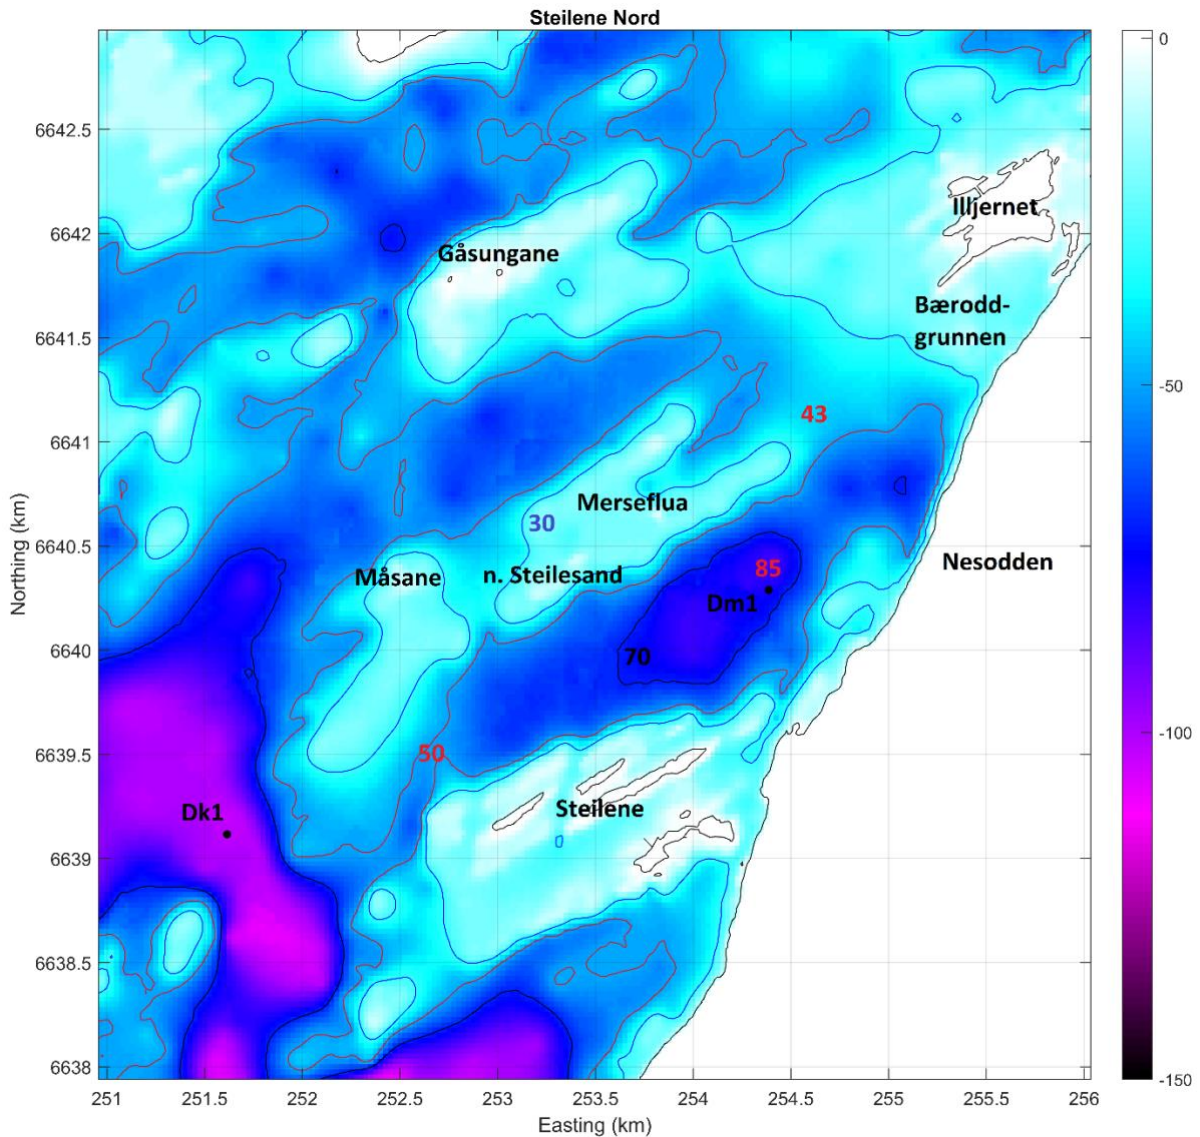 Steilene Nord
0
6642.5
Illjernet
6642
Gåsungane
Bærodd-
grunnen
6641.5
-50
43
6641
Merseflua
30
Northing (km)
6640.5
Måsane
n. Steilesand
85
Nesodden
Dm1
70
6640
-100
6639.5
50
Dk1
Steilene
6639
6638.5
6638
-150
251
251.5
252
252.5
253
253.5
254
254.5
255
255.5
256
Easting (km)